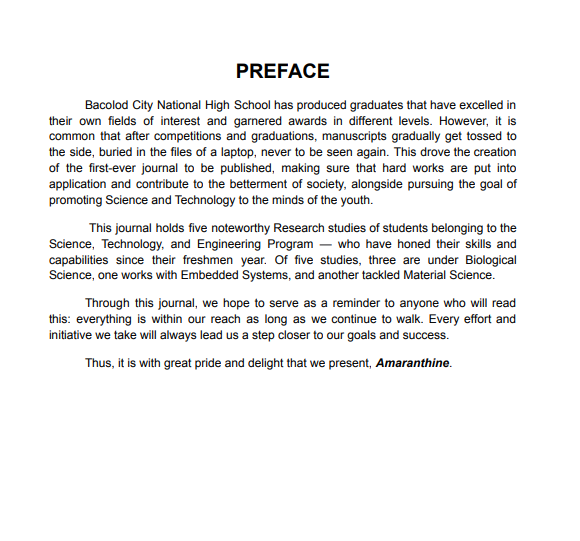 PREFACE
Bacolod City National High School has produced graduates that have excelled in
their own fields of interest and garnered awards in different levels. However, it is
common that after competitions and graduations, manuscripts gradually get tossed to
the side, buried in the files of a laptop, never to be seen again. This drove the creation
of the first-ever journal to be published, making sure that hard works are put into
application and contribute to the betterment of society, alongside pursuing the goal of
promoting Science and Technology to the minds of the youth.
This journal holds five noteworthy Research studies of students belonging to the
Science, Technology, and Engineering Program — who have honed their skills and
capabilities since their freshmen year. Of five studies, three are under Biological
Science, one works with Embedded Systems, and another tackled Material Science.
Through this journal, we hope to serve as a reminder to anyone who will read
this: everything is within our reach as long as we continue to walk. Every effort and
initiative we take will always lead us a step closer to our goals and success.
Thus, it is with great pride and delight that we present, Amaranthine.